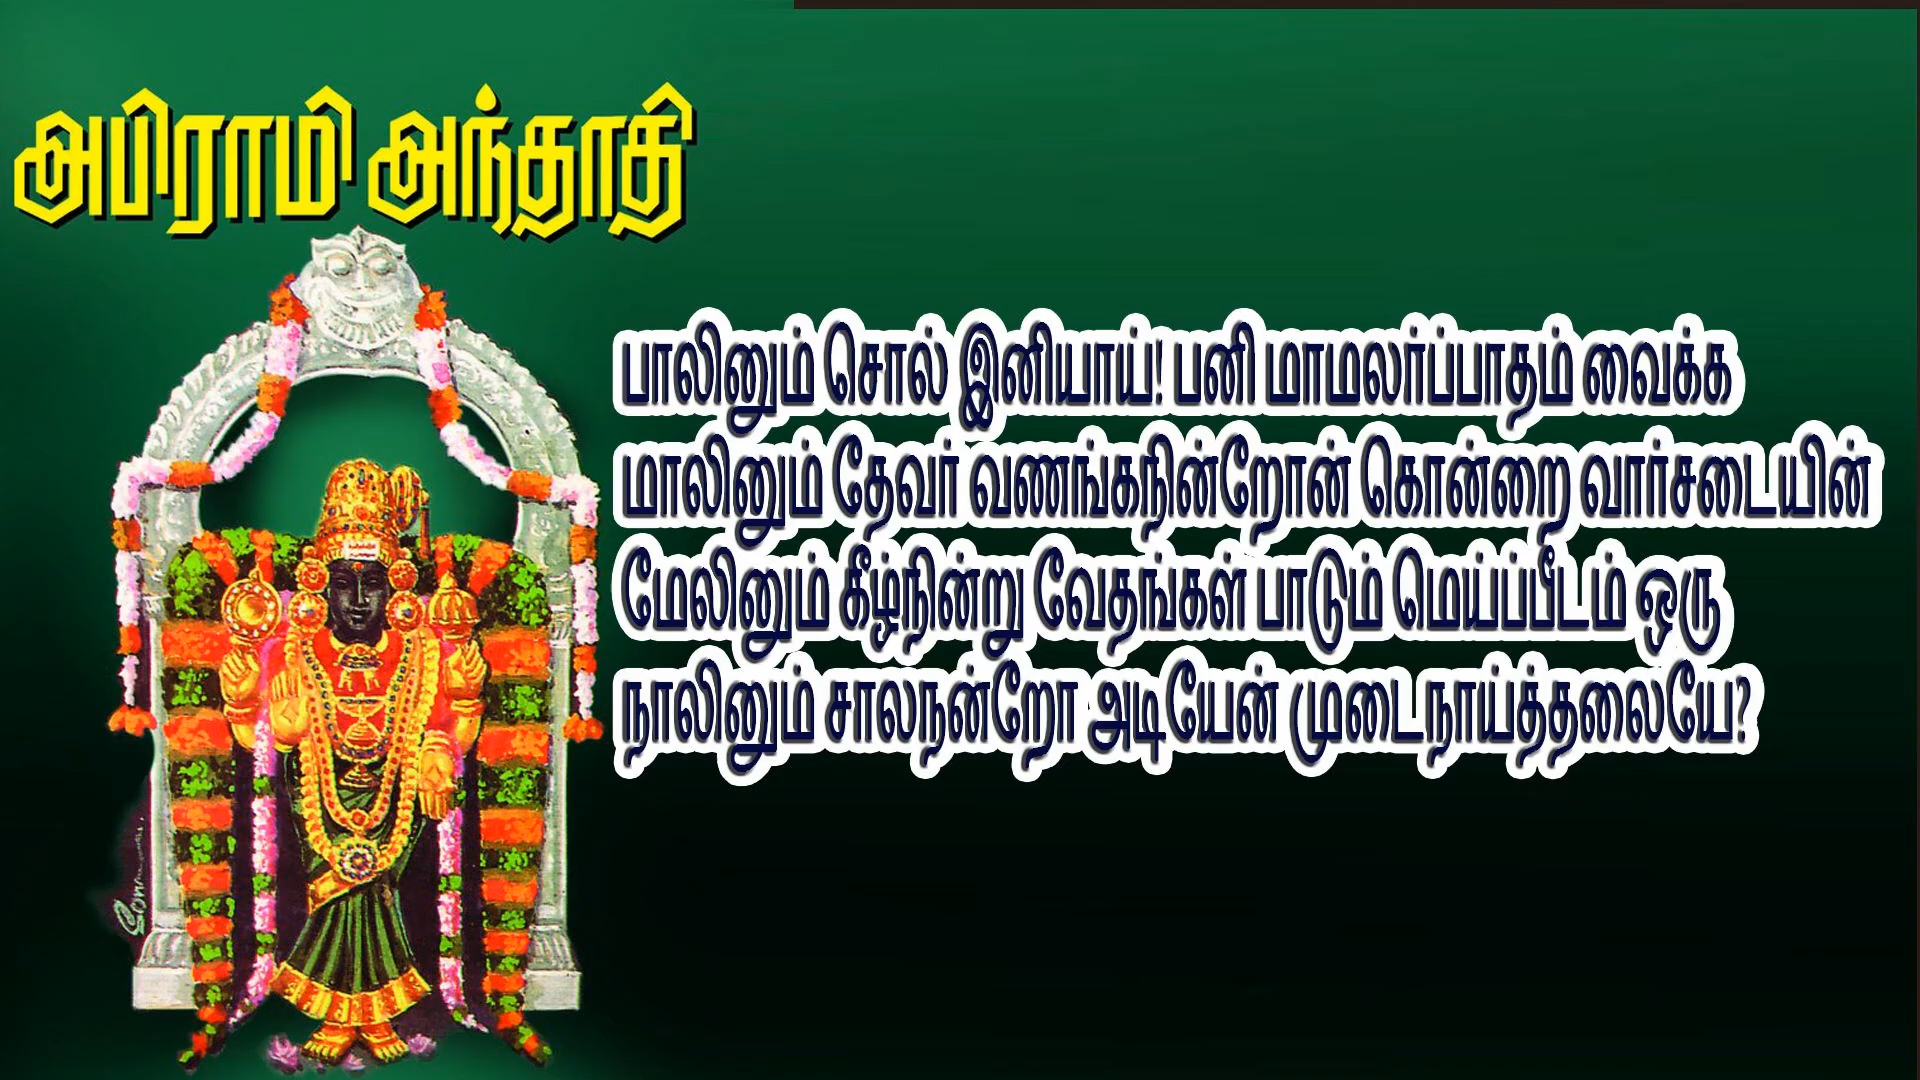 அபிராமி அந்தாதி
பாலினும் சொல் இனியாய்! பனி மாமலர்ப்பாதம் வைக்க
மாலினும் தேவர் வணங்கநின்றோன் கொன்றை வார்சடையின்
மேலினும் கீழ்நின்று வேதங்கள் பாடும் மெய்ப்பீடம் ஒரு
நாலினும் சாலநன்றோ அடியேன் முடைநாய்த்தலையே?